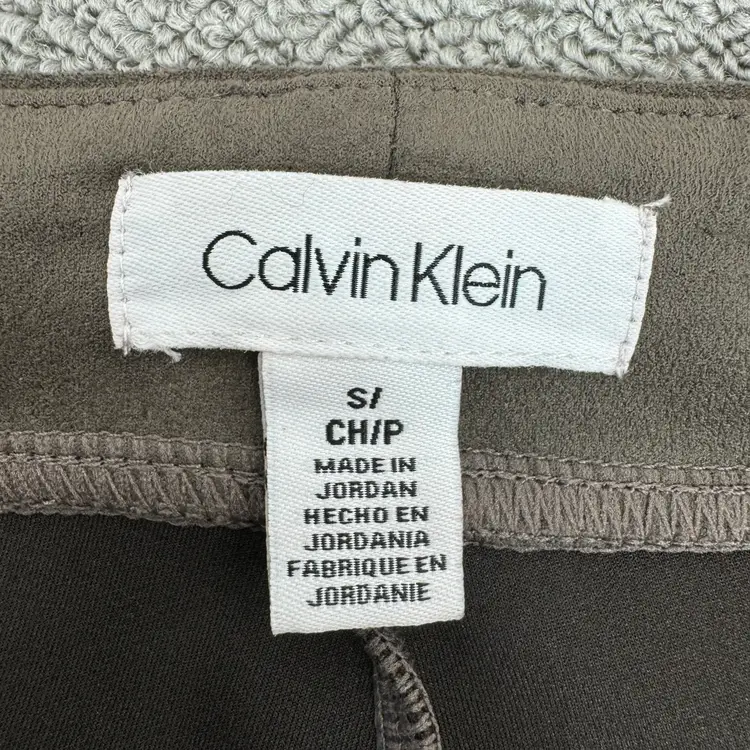 Calvin Klein
S/
CH/P
MADE IN
JORDAN
HECHO EN
JORDANIA
FABRIQUE EN
JORDANIE